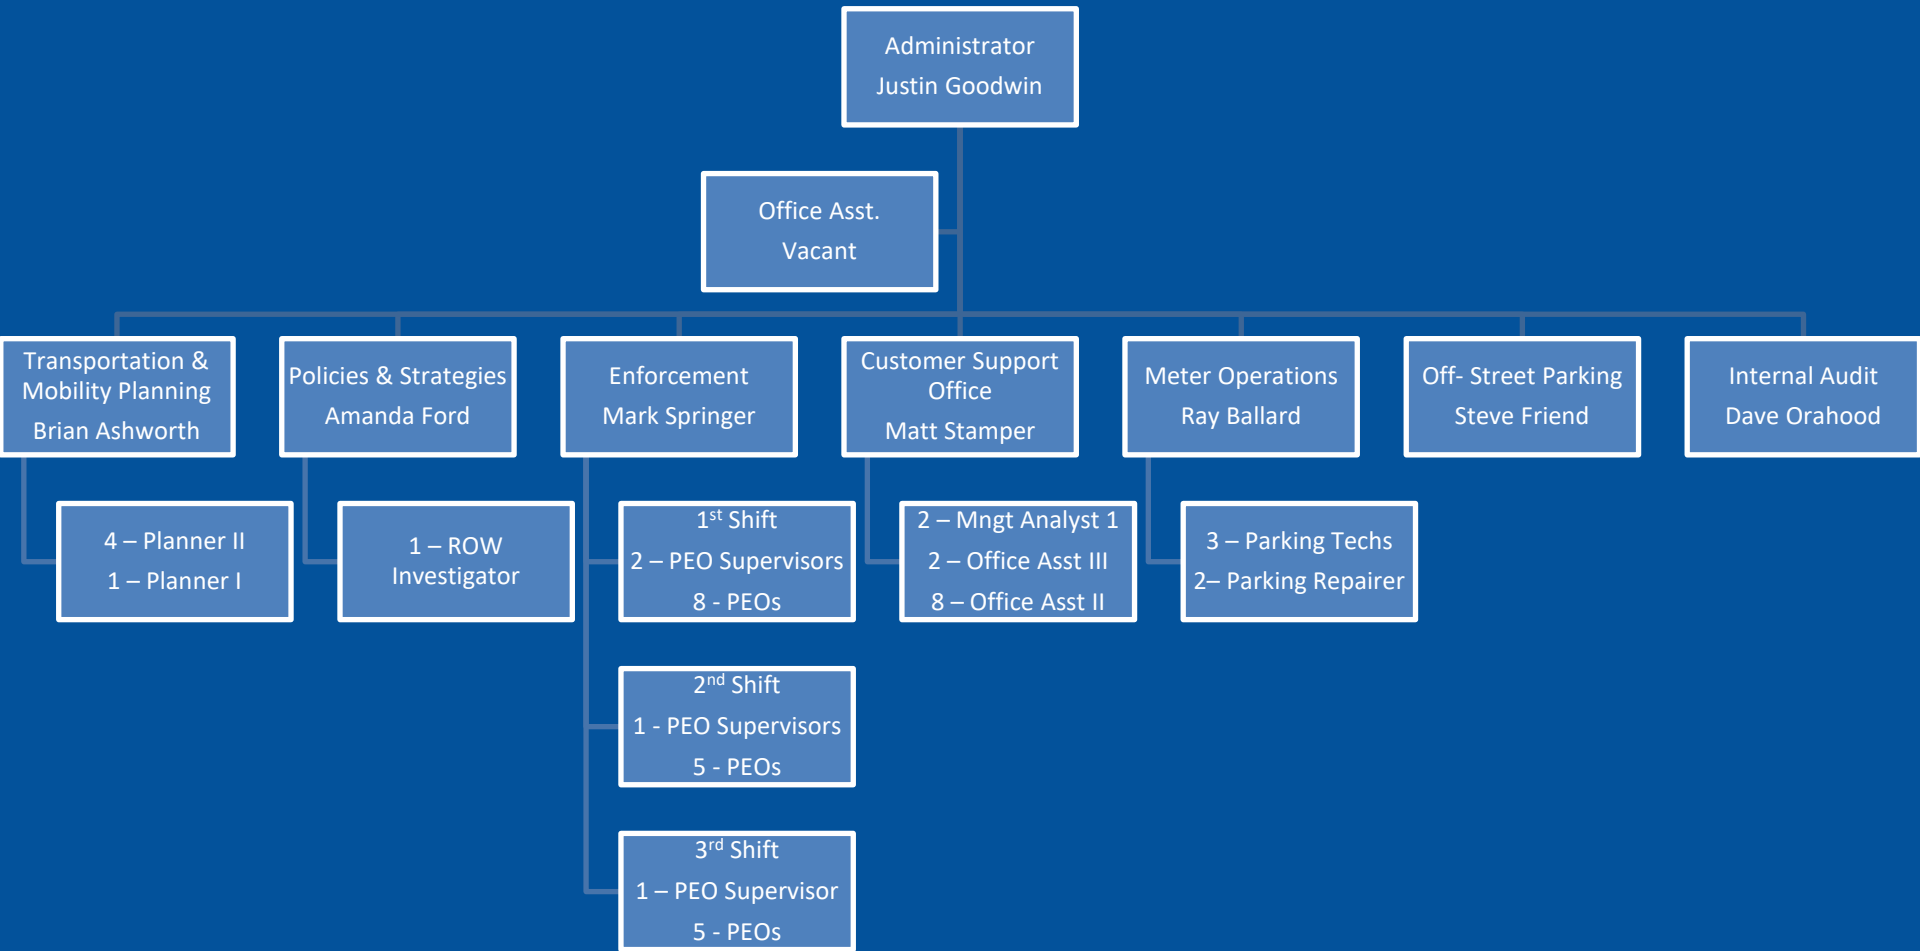 Administrator
Justin Goodwin
Office Asst.
Vacant
Transportation &
Mobility Planning
Brian Ashworth
Policies & Strategies
Amanda Ford
Enforcement
Mark Springer
Customer Support
Office
Matt Stamper
Meter Operations
Ray Ballard
Off- Street Parking
Steve Friend
Internal Audit
Dave Orahood
4 – Planner II
1 – Planner I
1 – ROW
Investigator
1st Shift
2 – PEO Supervisors
8 - PEOs
2 – Mngt Analyst 1
2 – Office Asst III
8 – Office Asst II
3 – Parking Techs
2– Parking Repairer
2nd Shift
1 - PEO Supervisors
5 - PEOs
3rd Shift
1 – PEO Supervisor
5 - PEOs